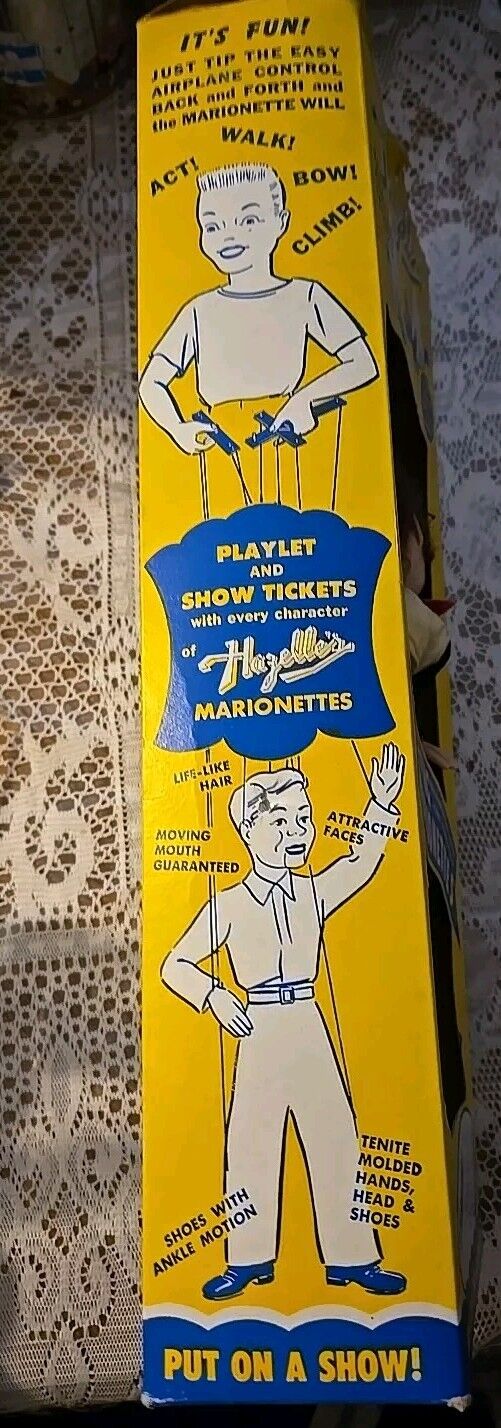 IT'S FUN!
JUST TIP THE EASY
AIRPLANE CONTROL
BACK and FORTH and
the MARIONETTE WILL
WALK!
ACT!
BOW!
CLIMB!
PLAYLET
AND
SHOW TICKETS
with every character
of Hazelle's
MARIONETTES
LIFE-LIKE
HAIR
ATTRACTIVE
FACES
MOVING
MOUTH
GUARANTEED
TENITE
MOLDED
HANDS,
HEAD &
SHOES
SHOES WITH
ANKLE MOTION
PUT ON A SHOW!